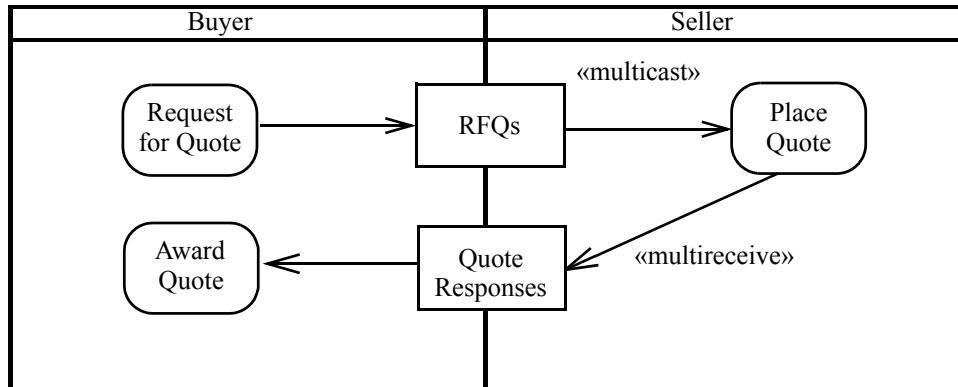 Buyer
Seller
«multicast»
Request
for Quote
RFQs
Place
Quote
Award
Quote
Quote
Responses
«multireceive»